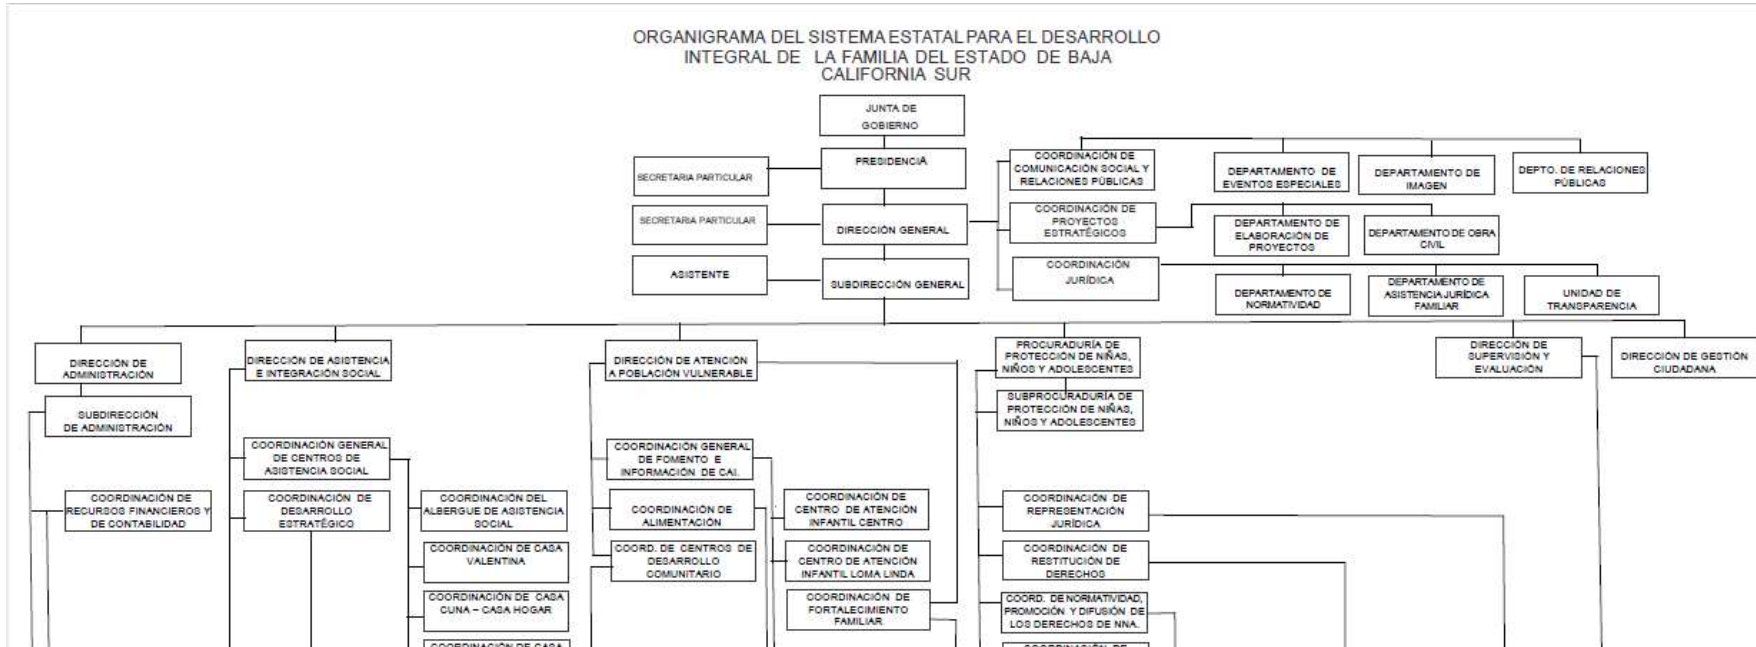 ORGANIGRAMA DEL SISTEMA ESTATAL PARA EL DESARROLLO
INTEGRAL DE LA FAMILIA DEL ESTADO DE BAJA
CALIFORNIA SUR
JUNTA DE
GOBIERNO
PRESIDENCIA
SECRETARIA PARTICULAR
COORDINACIÓN DE
COMUNICACIÓN SOCIAL Y
RELACIONES PÚBLICAS
DEPARTAMENTO DE
EVENTOS ESPECIALES
DEPARTAMENTO DE
IMAGEN
DEPTO. DE RELACIONES
PÚBLICAS
SECRETARIA PARTICULAR
DIRECCIÓN GENERAL
COORDINACIÓN DE
PROYECTOS
ESTRATÉGICOS
DEPARTAMENTO DE
ELABORACIÓN DE
PROYECTOS
DEPARTAMENTO DE OBRA
CIVIL
ASISTENTE
SUBDIRECCIÓN GENERAL
COORDINACIÓN
JURÍDICA
DEPARTAMENTO DE
NORMATIVIDAD
DEPARTAMENTO DE
ASISTENCIA JURÍDICA
FAMILIAR
UNIDAD DE
TRANSPARENCIA
DIRECCIÓN DE
ADMINISTRACIÓN
DIRECCIÓN DE ASISTENCIA
E INTEGRACIÓN SOCIAL
DIRECCIÓN DE ATENCIÓN
A POBLACIÓN VULNERABLE
PROCURADURÍA DE
PROTECCIÓN DE NIÑAS,
NIÑOS Y ADOLESCENTES
DIRECCIÓN DE
SUPERVISIÓN Y
EVALUACIÓN
DIRECCIÓN DE GESTIÓN
CIUDADANA
SUBDIRECCIÓN
DE ADMINISTRACIÓN
SUBPROCURADURÍA DE
PROTECCIÓN DE NIÑAS,
NIÑOS Y ADOLESCENTES
COORDINACIÓN GENERAL
DE CENTROS DE
ASISTENCIA SOCIAL
COORDINACIÓN GENERAL
DE FOMENTO E
INFORMACIÓN DE CAI.
COORDINACIÓN DE
RECURSOS FINANCIEROS Y
DE CONTABILIDAD
COORDINACIÓN DE
DESARROLLO
ESTRATÉGICO
COORDINACIÓN DEL
ALBERGUE DE ASISTENCIA
SOCIAL
COORDINACIÓN DE
ALIMENTACIÓN
COORDINACIÓN DE
CENTRO DE ATENCIÓN
INFANTIL CENTRO
COORDINACIÓN DE
REPRESENTACIÓN
JURÍDICA
COORDINACIÓN DE CASA
VALENTINA
COORD. DE CENTROS DE
DESARROLLO
COMUNITARIO
COORDINACIÓN DE
CENTRO DE ATENCIÓN
INFANTIL LOMA LINDA
COORDINACIÓN DE
RESTITUCIÓN DE
DERECHOS
COORDINACIÓN DE CASA
CUNA – CASA HOGAR
COORDINACIÓN DE
FORTALECIMIENTO
FAMILIAR
COORD. DE NORMATIVIDAD,
PROMOCIÓN Y DIFUSIÓN DE
LOS DERECHOS DE NNA.
COORDINACIÓN DE CASA
COORDINACIÓN DE